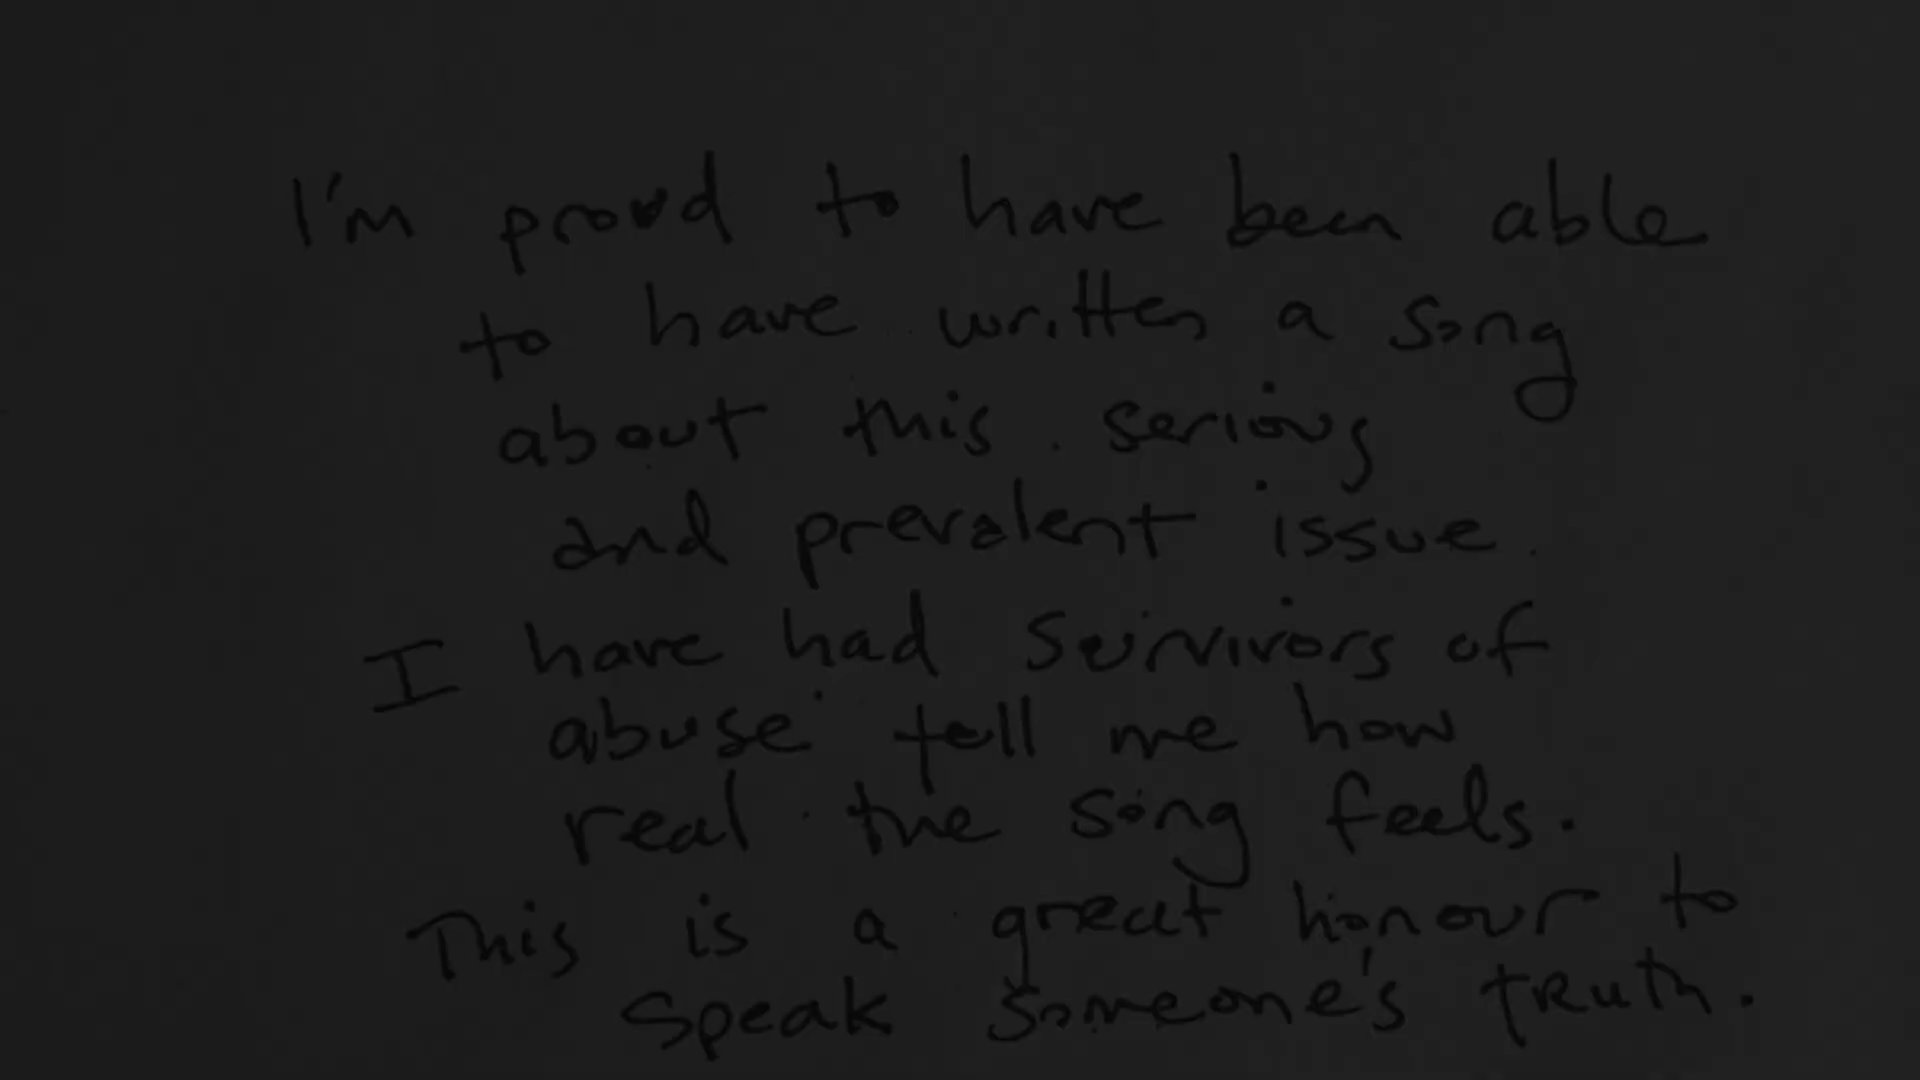 I'm proud to have been able
to have written a song
about this serious
and prevalent issue.
I have had survivors of
abuse tell me how
real the song feels.
This is a great honour to
speak someone's truth.